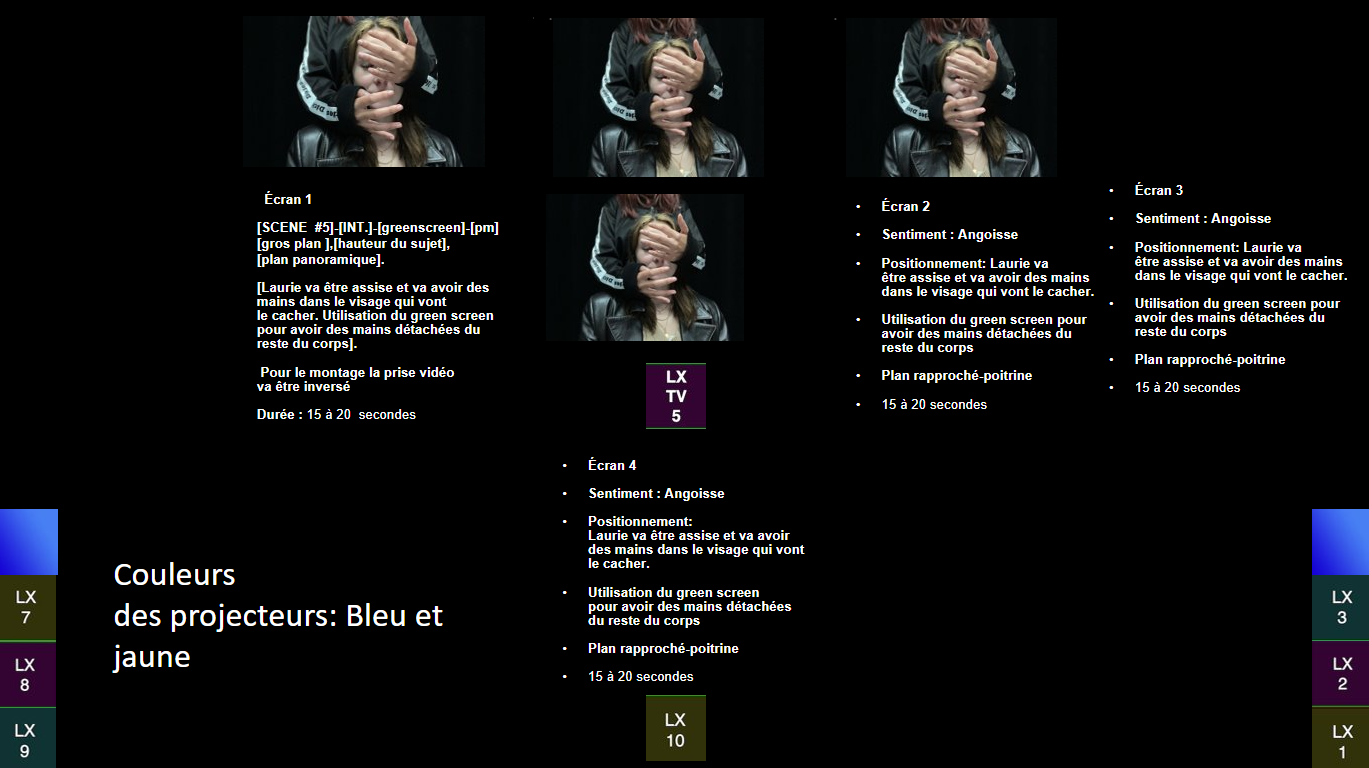 Écran 1
[SCENE #5]-[INT.]-[greenscreen]-[pm]
[gros plan ],[hauteur du sujet],
[plan panoramique].
[Laurie va être assise et va avoir des
mains dans le visage qui vont
le cacher. Utilisation du green screen
pour avoir des mains détachées du
reste du corps].
Pour le montage la prise vidéo
va être inversé
Durée : 15 à 20 secondes
LX
TV
5
• Écran 2
• Sentiment : Angoisse
• Positionnement: Laurie va
être assise et va avoir des mains
dans le visage qui vont le cacher.
• Utilisation du green screen pour
avoir des mains détachées du
reste du corps
• Plan rapproché-poitrine
• 15 à 20 secondes
• Écran 3
• Sentiment : Angoisse
• Positionnement: Laurie va
être assise et va avoir des mains
dans le visage qui vont le cacher.
• Utilisation du green screen pour
avoir des mains détachées du
reste du corps
• Plan rapproché-poitrine
• 15 à 20 secondes
• Écran 4
• Sentiment : Angoisse
• Positionnement:
Laurie va être assise et va avoir
des mains dans le visage qui vont
le cacher.
• Utilisation du green screen
pour avoir des mains détachées
du reste du corps
• Plan rapproché-poitrine
• 15 à 20 secondes
LX
10
Couleurs
des projecteurs: Bleu et
jaune
LX
7
LX
8
LX
9
LX
3
LX
2
LX
1